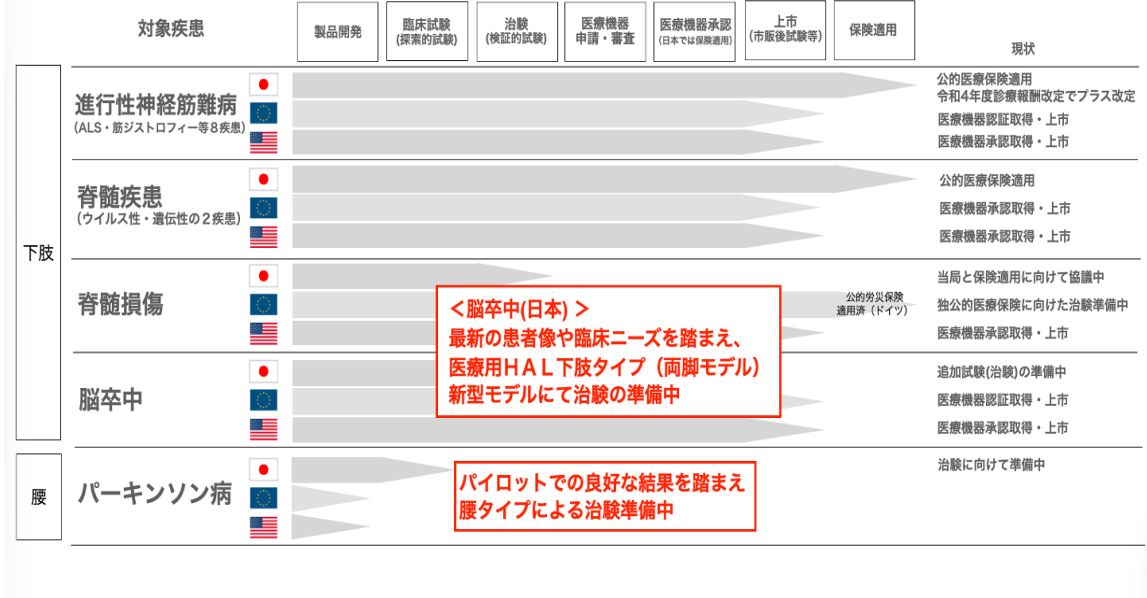 対象疾患
製品開発
臨床試験
(探索的試験)
治験
(検証的試験)
医療機器
申請・審査
医療機器承認
(日本では保険適用)
上市
(市販後試験等)
保険適用
現状
下肢
進行性神経筋難病
(ALS・筋ジストロフィー等8疾患)
公的医療保険適用
令和4年度診療報酬改定でプラス改定
医療機器認証取得・上市
医療機器承認取得・上市
脊髄疾患
(ウイルス性・遺伝性の2疾患)
公的医療保険適用
医療機器承認取得・上市
医療機器承認取得・上市
脊髄損傷
公的労災保険
適用済（ドイツ）
当局と保険適用に向けて協議中
独公的医療保険に向けた治験準備中
医療機器承認取得・上市
＜脳卒中(日本) ＞
最新の患者像や臨床ニーズを踏まえ、
医療用ＨＡＬ下肢タイプ（両脚モデル）
新型モデルにて治験の準備中
脳卒中
追加試験(治験)の準備中
医療機器認証取得・上市
医療機器承認取得・上市
腰
パーキンソン病
パイロットでの良好な結果を踏まえ
腰タイプによる治験準備中
治験に向けて準備中